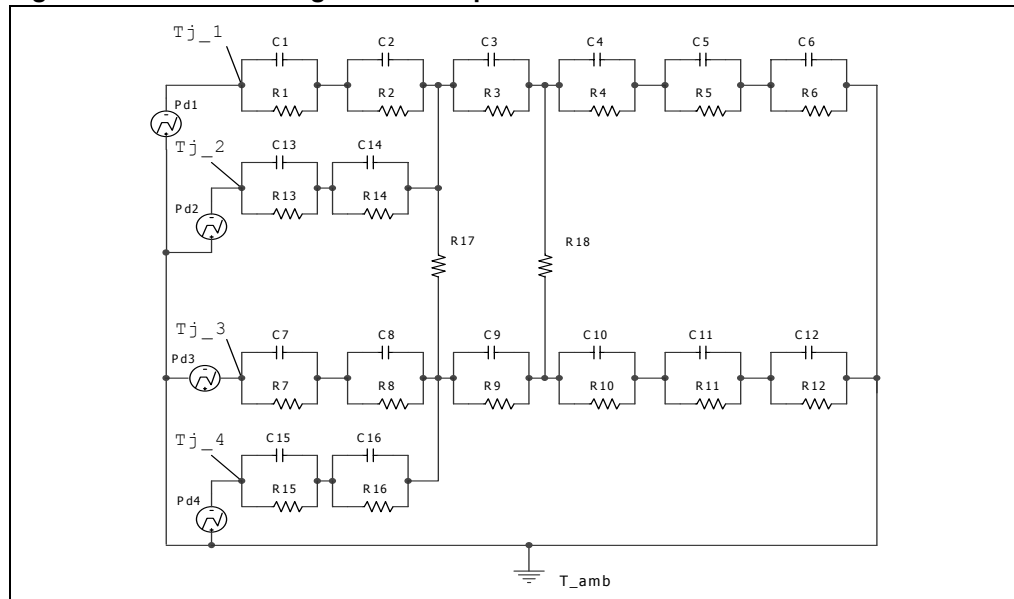 Tj_1
C1 C2 C3 C4 C5 C6
R1 R2 R3 R4 R5 R6
Pd1
Tj_2
C13 C14
R13 R14
Pd2
R17 R18
Tj_3
C7 C8 C9 C10 C11 C12
Pd3
R7 R8 R9 R10 R11 R12
Tj_4
C15 C16
R15 R16
Pd4
T_amb